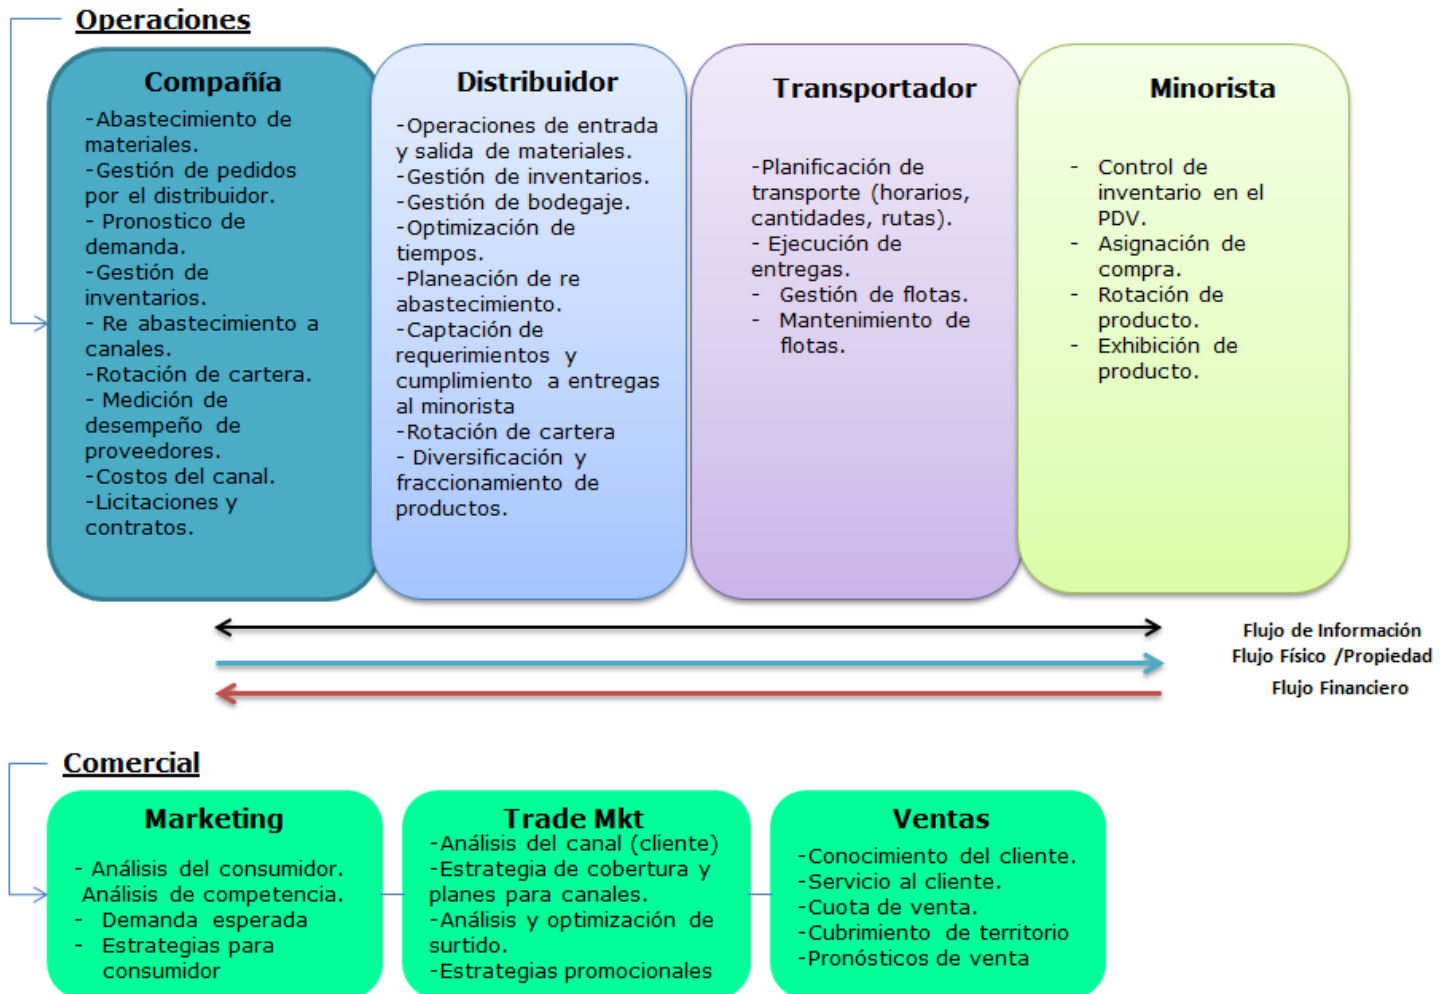 Operaciones
Compañía
-Abastecimiento de
materiales.
-Gestión de pedidos
por el distribuidor.
- Pronostico de
demanda.
-Gestión de
inventarios.
- Re abastecimiento a
canales.
-Rotación de cartera.
- Medición de
desempeño de
proveedores.
-Costos del canal.
-Licitaciones y
contratos.
Distribuidor
-Operaciones de entrada
y salida de materiales.
-Gestión de inventarios.
-Gestión de bodegaje.
-Optimización de
tiempos.
-Planeación de re
abastecimiento.
-Captación de
requerimientos y
cumplimiento a entregas
al minorista
-Rotación de cartera
- Diversificación y
fraccionamiento de
productos.
Transportador
-Planificación de
transporte (horarios,
cantidades, rutas).
- Ejecución de
entregas.
- Gestión de flotas.
- Mantenimiento de
flotas.
Minorista
- Control de
inventario en el
PDV.
- Asignación de
compra.
- Rotación de
producto.
- Exhibición de
producto.
Flujo de Información
Flujo Físico /Propiedad
Flujo Financiero
Comercial
Marketing
- Análisis del consumidor.
Análisis de competencia.
- Demanda esperada
- Estrategias para
consumidor
Trade Mkt
-Análisis del canal (cliente)
-Estrategia de cobertura y
planes para canales.
-Análisis y optimización de
surtido.
-Estrategias promocionales
Ventas
-Conocimiento del cliente.
-Servicio al cliente.
-Cuota de venta.
-Cubrimiento de territorio
-Pronósticos de venta